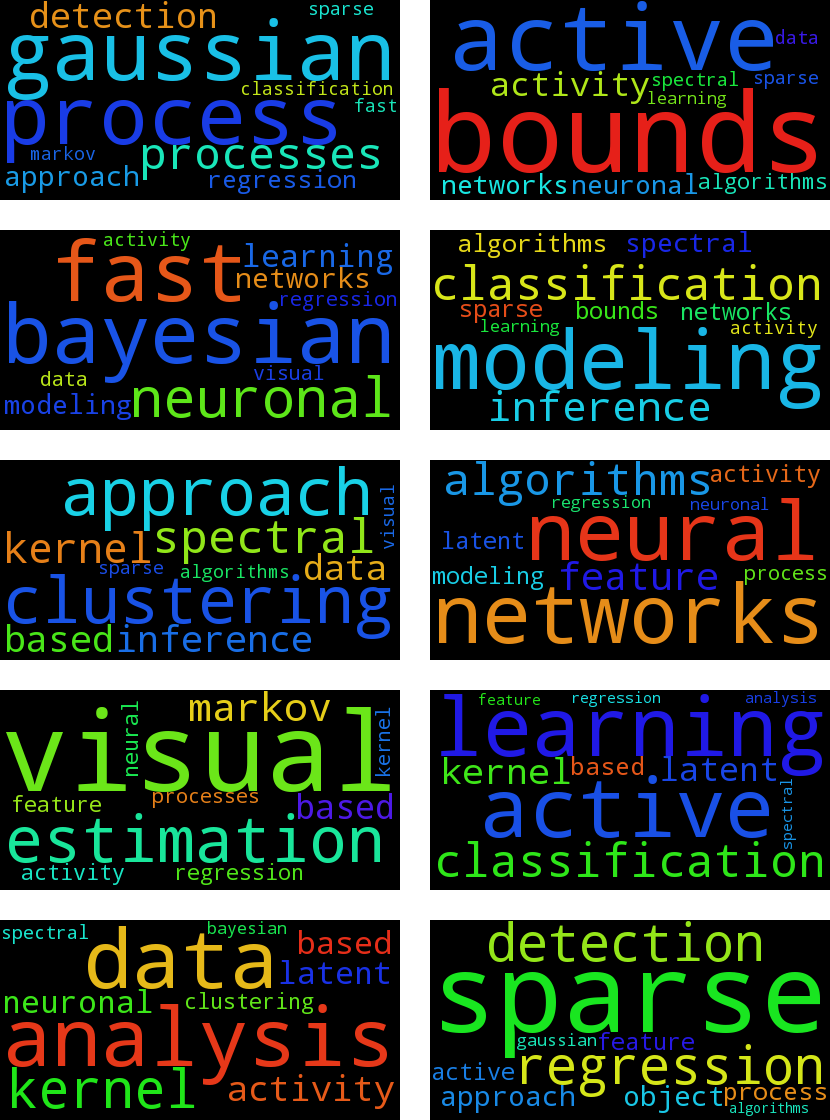 detection
sparse
gaussian
classification
process
fast
markov
processes
approach
regression
active
data
activity
spectral
sparse
learning
bounds
networks
neuronal
algorithms
activity
fast
learning
networks
bayesian
regression
data
visual
modeling
neuronal
algorithms
spectral
classification
sparse
bounds
networks
learning
activity
modeling
inference
approach
visual
kernel
spectral
sparse
algorithms
data
clustering
based
inference
algorithms
activity
regression
neuronal
latent
neural
modeling
feature
process
networks
markov
neural
visual
kernel
feature
processes
based
estimation
activity
regression
feature
regression
analysis
learning
kernel
based
latent
active
spectral
classification
spectral
bayesian
data
based
latent
neuronal
clustering
analysis
kernel
activity
detection
sparse
gaussian
feature
active
regression
approach
object
process
algorithms